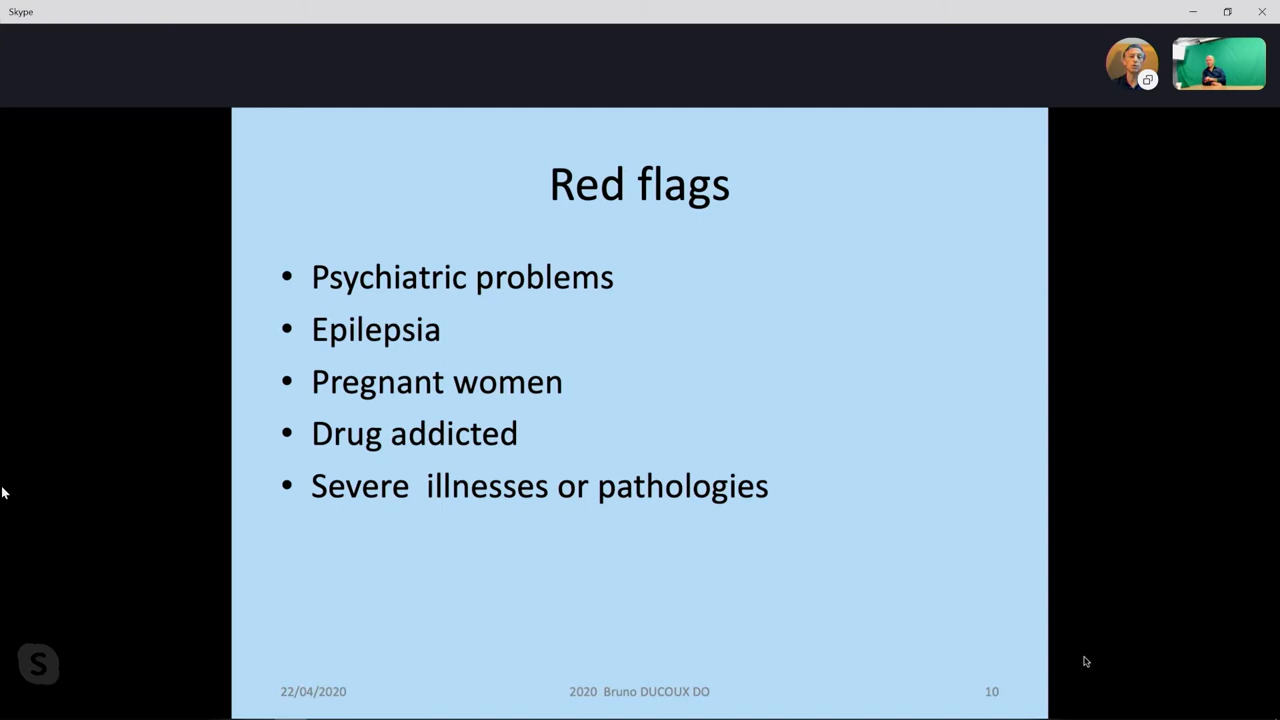 Skype
Red flags
• Psychiatric problems
• Epilepsia
• Pregnant women
• Drug addicted
• Severe  illnesses or pathologies
22/04/2020 2020  Bruno DUCOUX DO 10